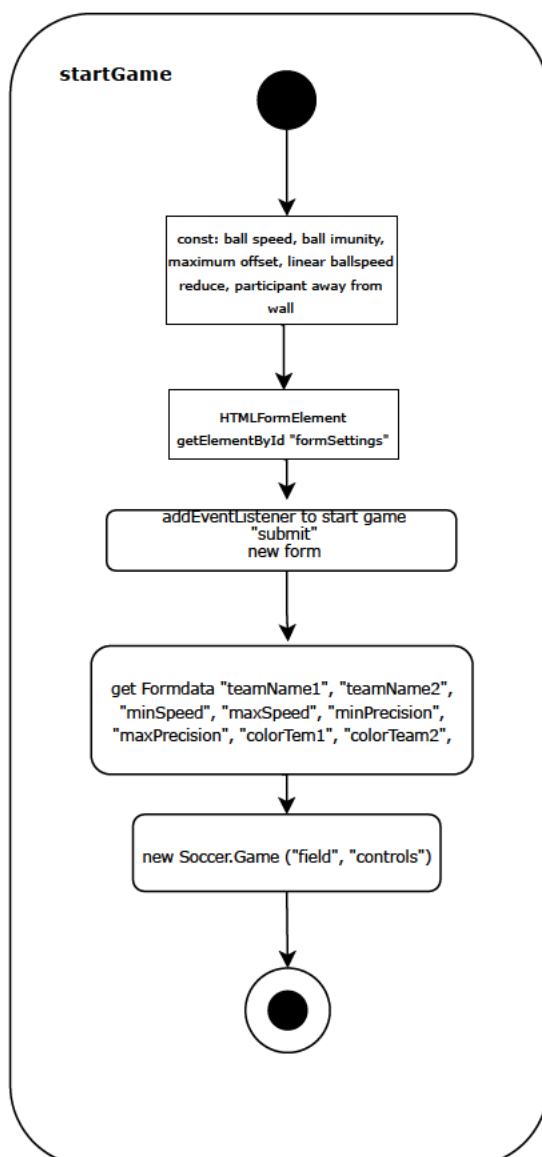 startGame
const: ball speed, ball imunity,
maximum offset, linear ballspeed
reduce, participant away from
wall
HTMLFormElement
getElementById "formSettings"
addEventListener to start game
"submit"
new form
get Formdata "teamName1", "teamName2",
"minSpeed", "maxSpeed", "minPrecision",
"maxPrecision", "colorTem1", "colorTeam2",
new Soccer.Game ("field", "controls")